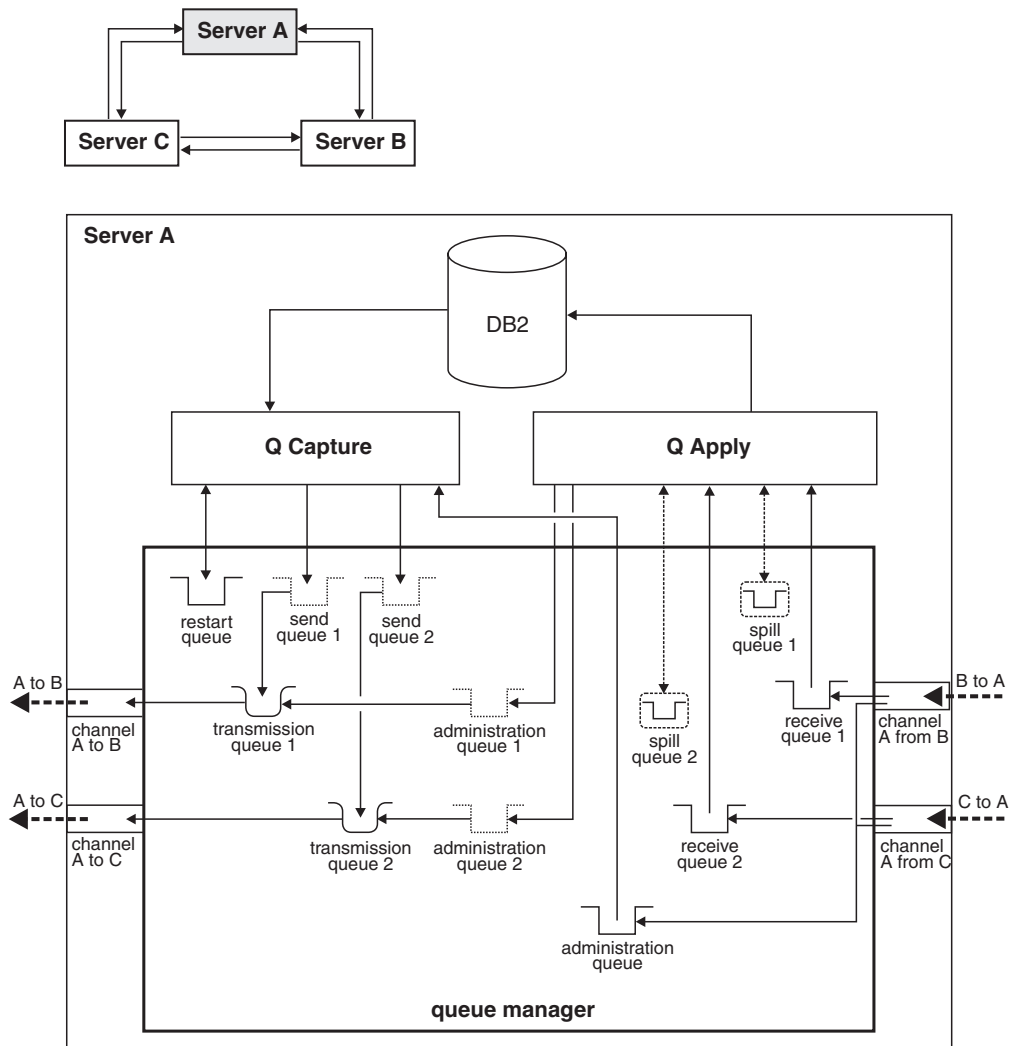 Server A
Server C
Server B
Server A
DB2
Q Capture
Q Apply
restart
queue
send
queue 1
send
queue 2
spill
queue 1
A to B
channel
A to B
transmission
queue 1
administration
queue 1
spill
queue 2
receive
queue 1
B to A
channel
A from B
A to C
channel
A to C
transmission
queue 2
administration
queue 2
receive
queue 2
C to A
channel
A from C
administration
queue
queue manager